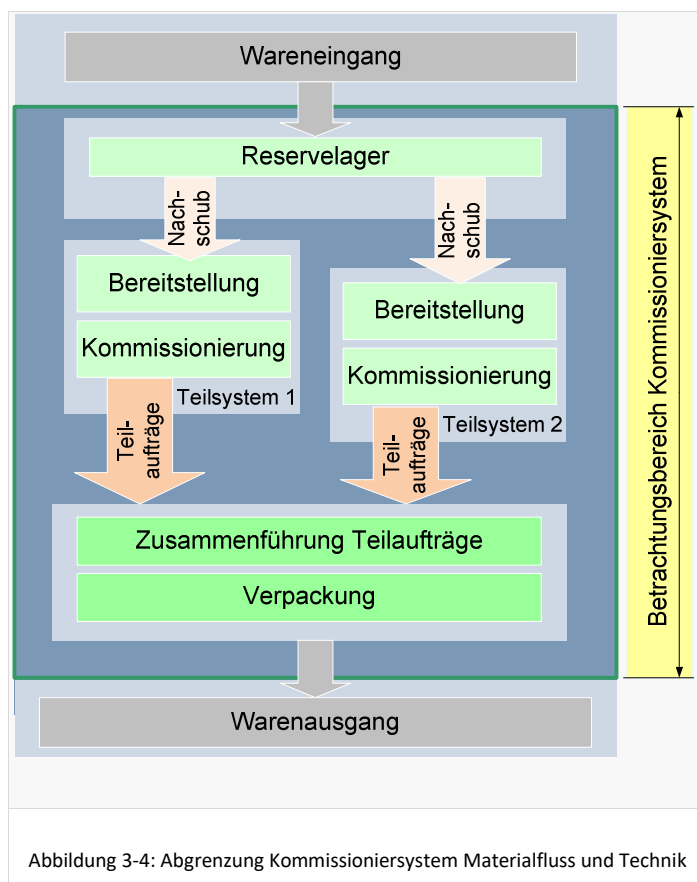 Wareneingang
Reservelager
Nach-
schub
Nach-
schub
Bereitstellung
Kommissionierung
Teilsystem 1
Bereitstellung
Kommissionierung
Teilsystem 2
Teil-
aufträge
Teil-
aufträge
Zusammenführung Teilaufträge
Verpackung
Warenausgang
Betrachtungsbereich Kommissioniersystem
Abbildung 3-4: Abgrenzung Kommissioniersystem Materialfluss und Technik